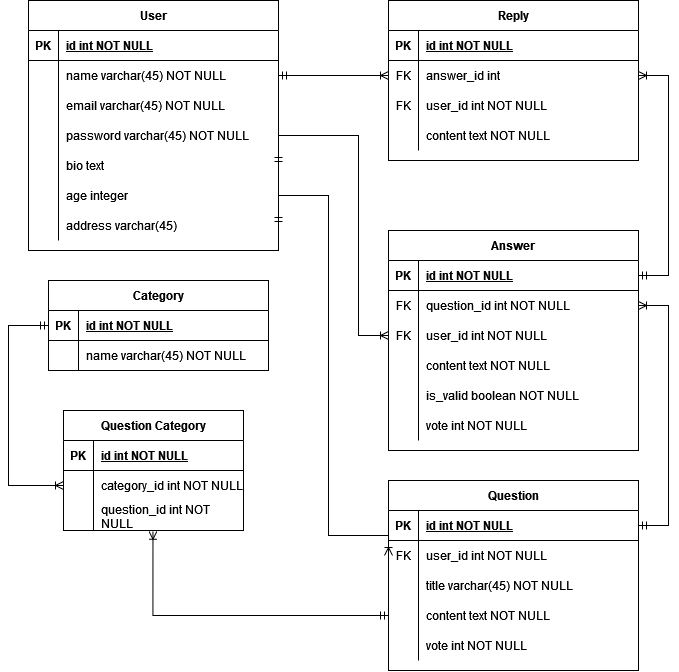 User
PK id int NOT NULL
name varchar(45) NOT NULL
email varchar(45) NOT NULL
password varchar(45) NOT NULL
bio text
age integer
address varchar(45)
Reply
PK id int NOT NULL
FK answer_id int
FK user_id int NOT NULL
content text NOT NULL
Answer
PK id int NOT NULL
FK question_id int NOT NULL
FK user_id int NOT NULL
content text NOT NULL
is_valid boolean NOT NULL
vote int NOT NULL
Category
PK id int NOT NULL
name varchar(45) NOT NULL
Question Category
PK id int NOT NULL
category_id int NOT NULL
question_id int NOT
NULL
Question
PK id int NOT NULL
FK user_id int NOT NULL
title varchar(45) NOT NULL
content text NOT NULL
vote int NOT NULL